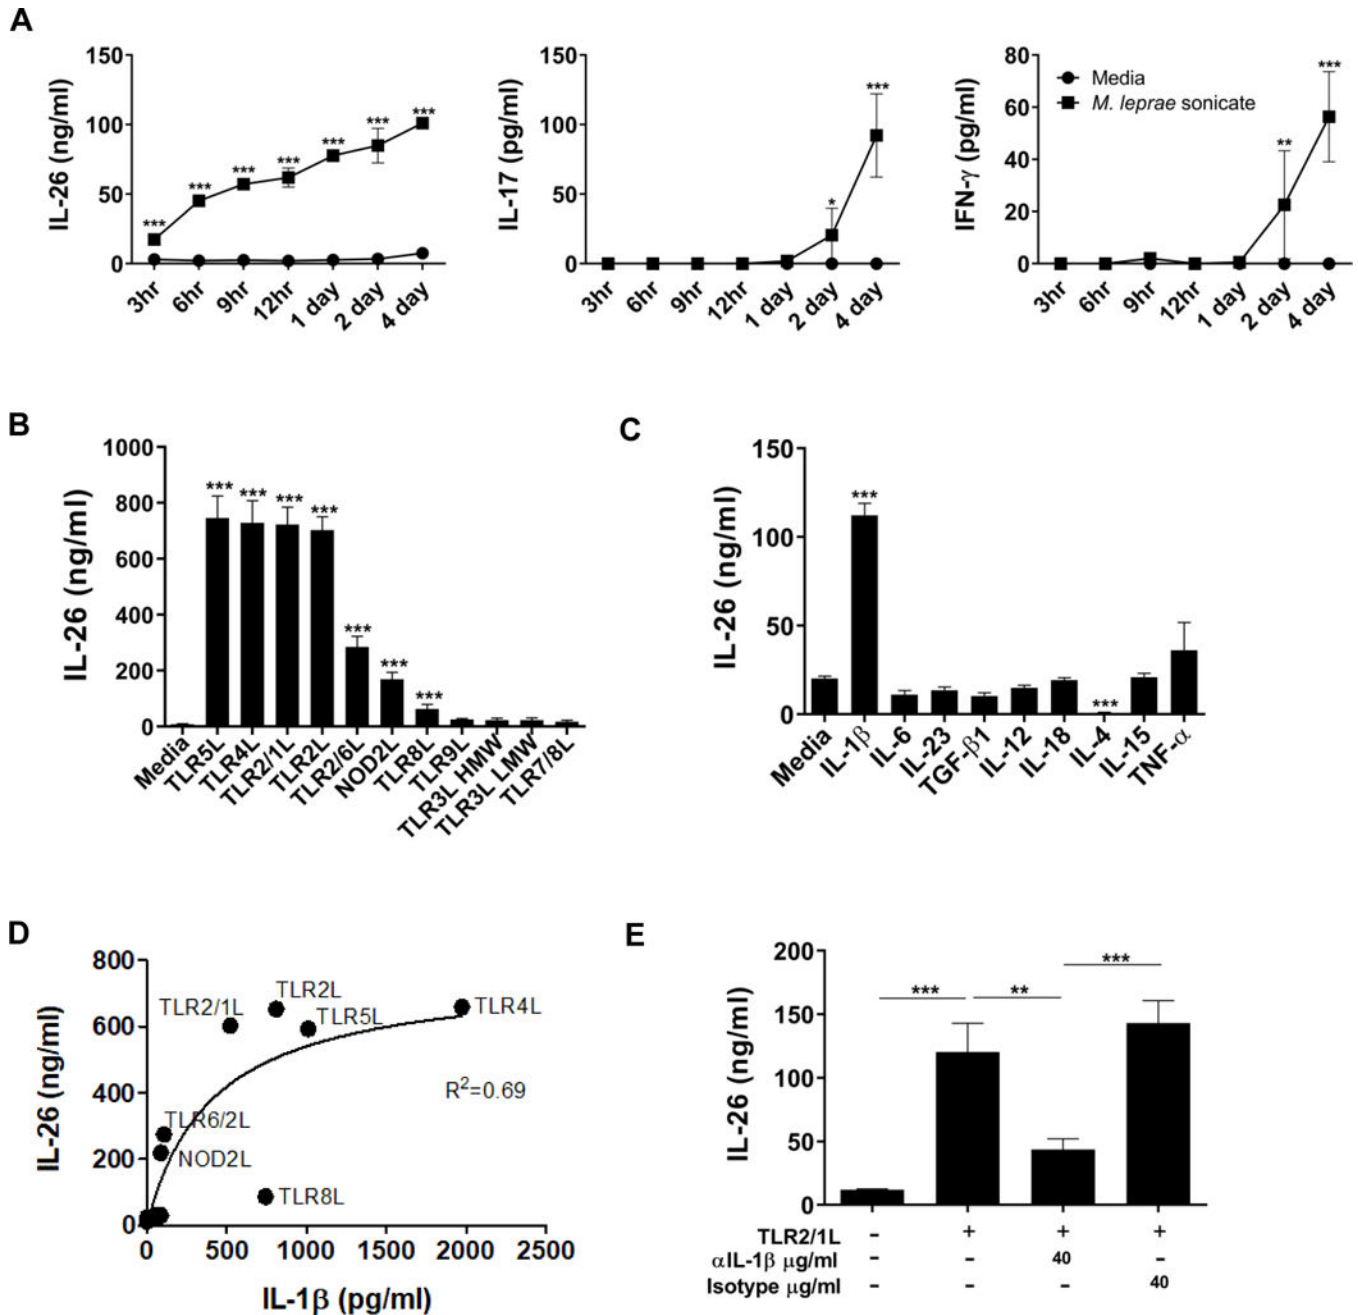 A
IL-26 (ng/ml)
150
100
50
0
***
***
***
***
***
***
***
3hr
6hr
9hr
12hr
1 day
2 day
4 day
IL-17 (pg/ml)
150
100
50
0
*
***
3hr
6hr
9hr
12hr
1 day
2 day
4 day
IFN-γ (pg/ml)
80
60
40
20
0
Media
M. leprae sonicate
**
***
3hr
6hr
9hr
12hr
1 day
2 day
4 day
B
IL-26 (ng/ml)
1000
800
600
400
200
0
***
***
***
***
***
***
***
Media
TLR5L
TLR4L
TLR2/1L
TLR2L
TLR2/6L
NOD2L
TLR8L
TLR9L
TLR3L HMW
TLR3L LMW
TLR7/8L
C
IL-26 (ng/ml)
150
100
50
0
***
***
Media
IL-1β
IL-6
IL-23
TGF-β1
IL-12
IL-18
IL-4
IL-15
TNF-α
D
IL-26 (ng/ml)
800
600
400
200
0
TLR2/1L
TLR2L
TLR5L
TLR4L
R²=0.69
TLR6/2L
NOD2L
TLR8L
0
500
1000
1500
2000
2500
IL-1β (pg/ml)
E
IL-26 (ng/ml)
200
150
100
50
0
***
**
***
TLR2/1L - + + +
αIL-1β μg/ml - - 40 -
Isotype μg/ml - - - 40